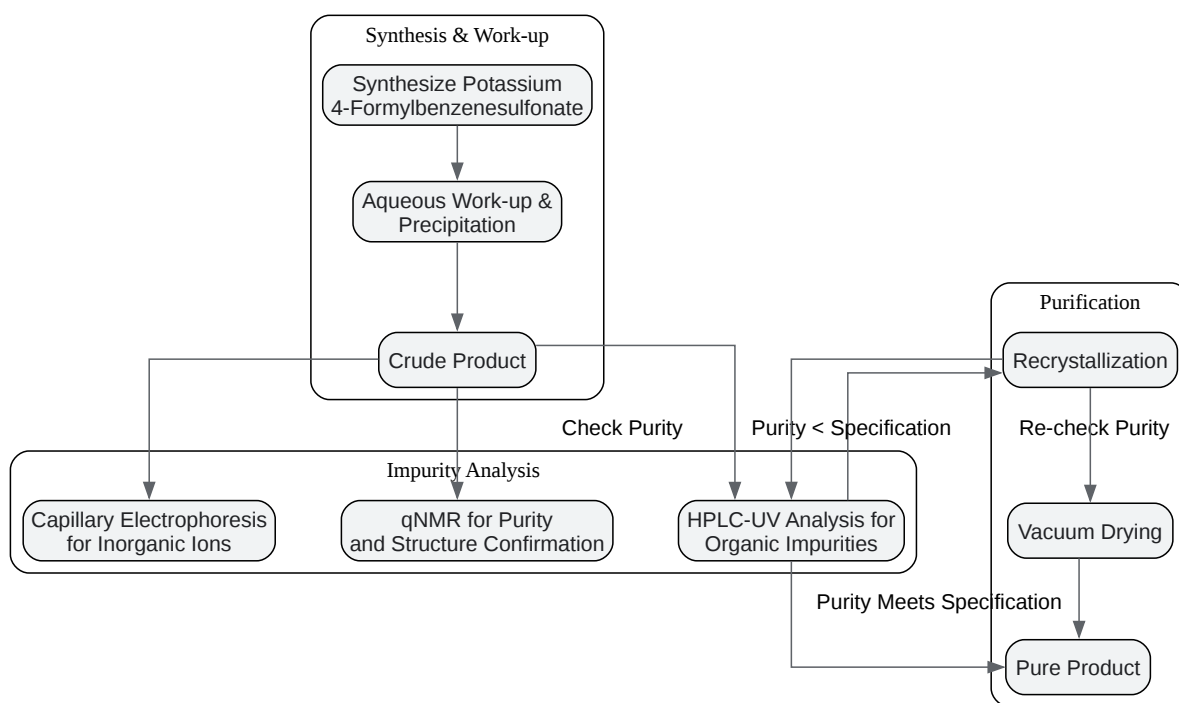 Synthesis & Work-up
Synthesize Potassium
4-Formylbenzenesulfonate
Aqueous Work-up &
Precipitation
Purification
Crude Product
Recrystallization
Check Purity
Purity < Specification
Re-check Purity
Impurity Analysis
Capillary Electrophoresis
for Inorganic Ions
qNMR for Purity
and Structure Confirmation
HPLC-UV Analysis for
Organic Impurities
Vacuum Drying
Purity Meets Specification
Pure Product